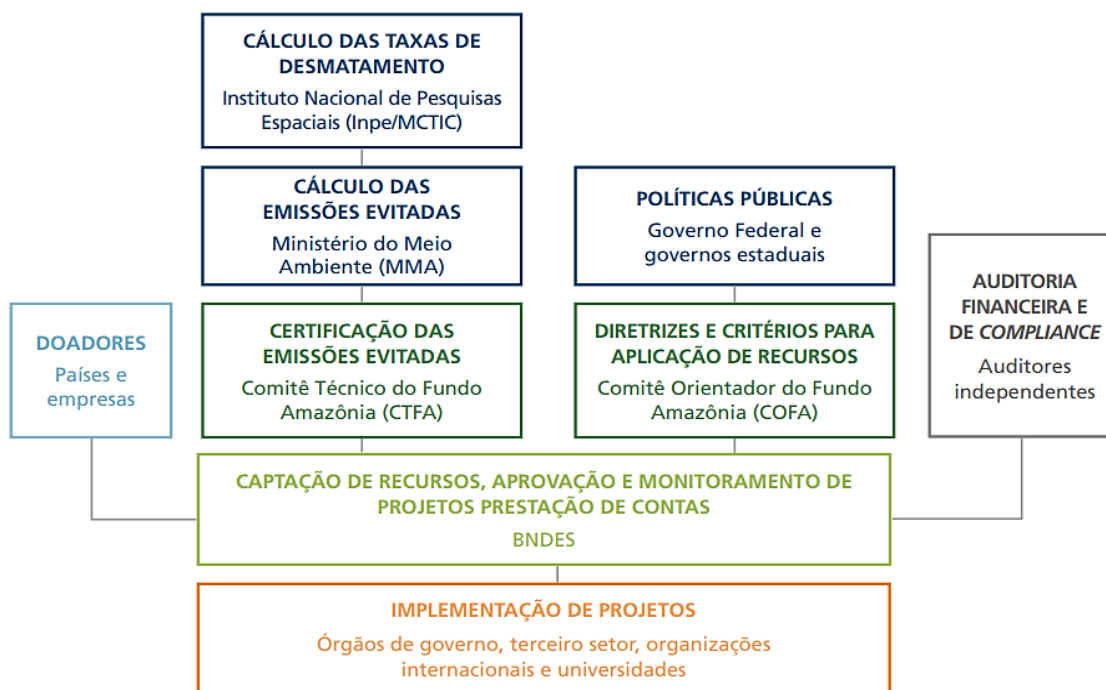 CÁLCULO DAS TAXAS DE
DESMATAMENTO
Instituto Nacional de Pesquisas
Espaciais (Inpe/MCTIC)
CÁLCULO DAS
EMISSÕES EVITADAS
Ministério do Meio
Ambiente (MMA)
POLÍTICAS PÚBLICAS
Governo Federal e
governos estaduais
AUDITORIA
FINANCEIRA E
DE COMPLIANCE
Auditores
independentes
DOADORES
Países e
empresas
CERTIFICAÇÃO DAS
EMISSÕES EVITADAS
Comitê Técnico do Fundo
Amazônia (CTFA)
DIRETRIZES E CRITÉRIOS PARA
APLICAÇÃO DE RECURSOS
Comitê Orientador do Fundo
Amazônia (COFA)
CAPTAÇÃO DE RECURSOS, APROVAÇÃO E MONITORAMENTO DE
PROJETOS PRESTAÇÃO DE CONTAS
BNDES
IMPLEMENTAÇÃO DE PROJETOS
Órgãos de governo, terceiro setor, organizações
internacionais e universidades